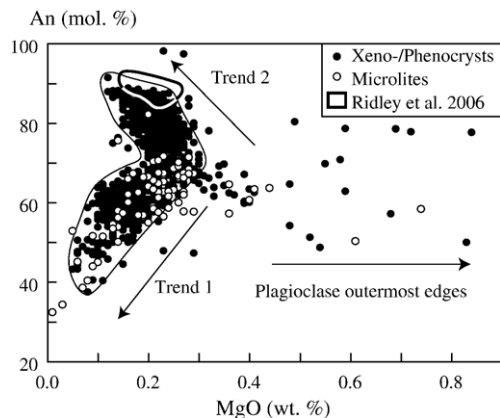 An (mol. %)
100
80
60
40
20
Xeno-/Phenocrysts
Microlites
Ridley et al. 2006
Trend 2
Trend 1
Plagioclase outermost edges
0.0 0.2 0.4 0.6 0.8
MgO (wt. %)